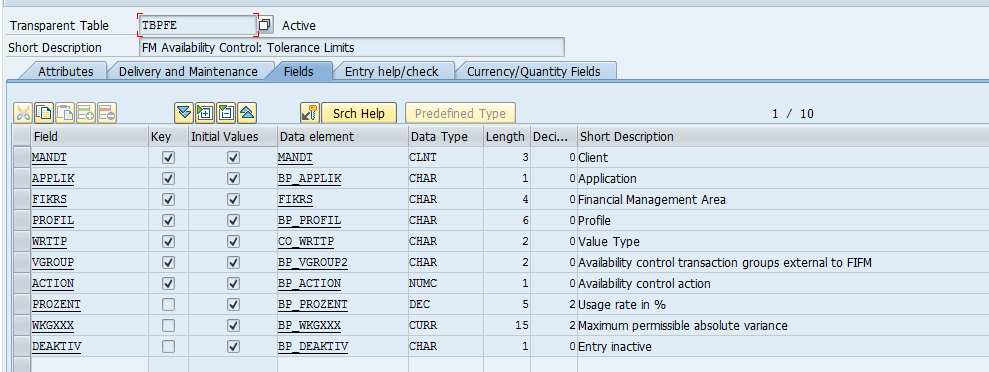 Transparent Table TBPFE Active
Short Description FM Availability Control: Tolerance Limits
Attributes Delivery and Maintenance Fields Entry help/check Currency/Quantity Fields
Srch Help Predefined Type 1 / 10
Field Key Initial Values Data element Data Type Length Deci... Short Description
MANDT MANDT CLNT 3 0 Client
APPLIK BP_APPLIK CHAR 1 0 Application
FIKRS FIKRS CHAR 4 0 Financial Management Area
PROFIL BP_PROFIL CHAR 6 0 Profile
WRTTP CO_WRTTP CHAR 2 0 Value Type
VGROUP BP_VGROUP2 CHAR 2 0 Availability control transaction groups external to FIFM
ACTION BP_ACTION NUMC 1 0 Availability control action
PROZENT BP_PROZENT DEC 5 2 Usage rate in %
WKGXXX BP_WKGXXX CURR 15 2 Maximum permissible absolute variance
DEAKTIV BP_DEAKTIV CHAR 1 0 Entry inactive